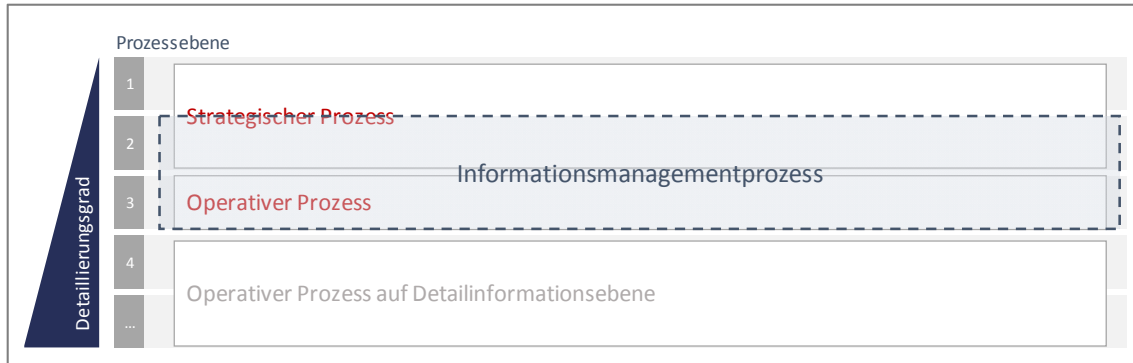 Prozessebene
1
Strategischer Prozess
2
Informationsmanagementprozess
3
Operativer Prozess
4
Operativer Prozess auf Detailinformationsebene
...
Detaillierungsgrad